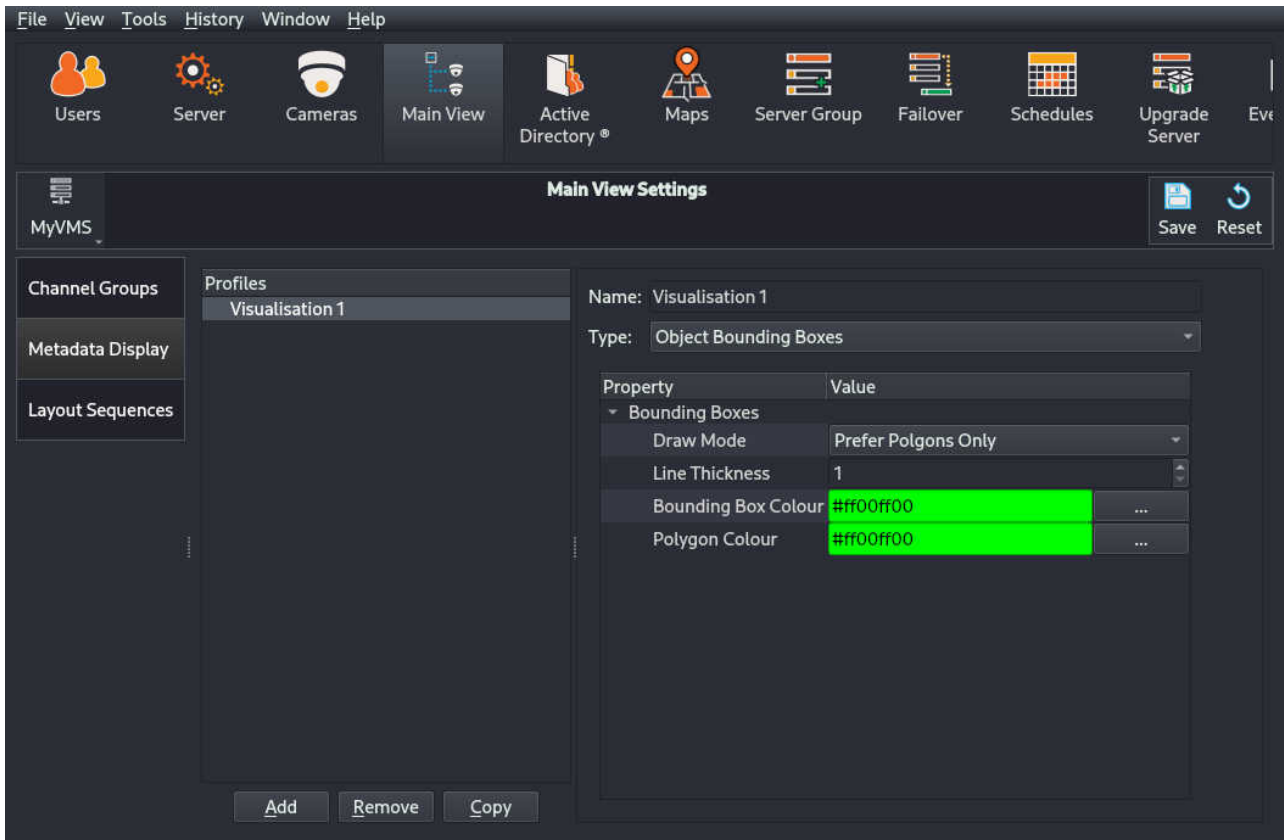 File View Tools History Window Help
Users Server Cameras Main View Active Directory ® Maps Server Group Failover Schedules Upgrade Server Eve
MyVMS
Main View Settings
Save Reset
Channel Groups
Metadata Display
Layout Sequences
Profiles
Visualisation 1
Name: Visualisation 1
Type: Object Bounding Boxes
Property Value
Bounding Boxes
Draw Mode Prefer Polgons Only
Line Thickness 1
Bounding Box Colour #ff00ff00 ...
Polygon Colour #ff00ff00 ...
Add Remove Copy